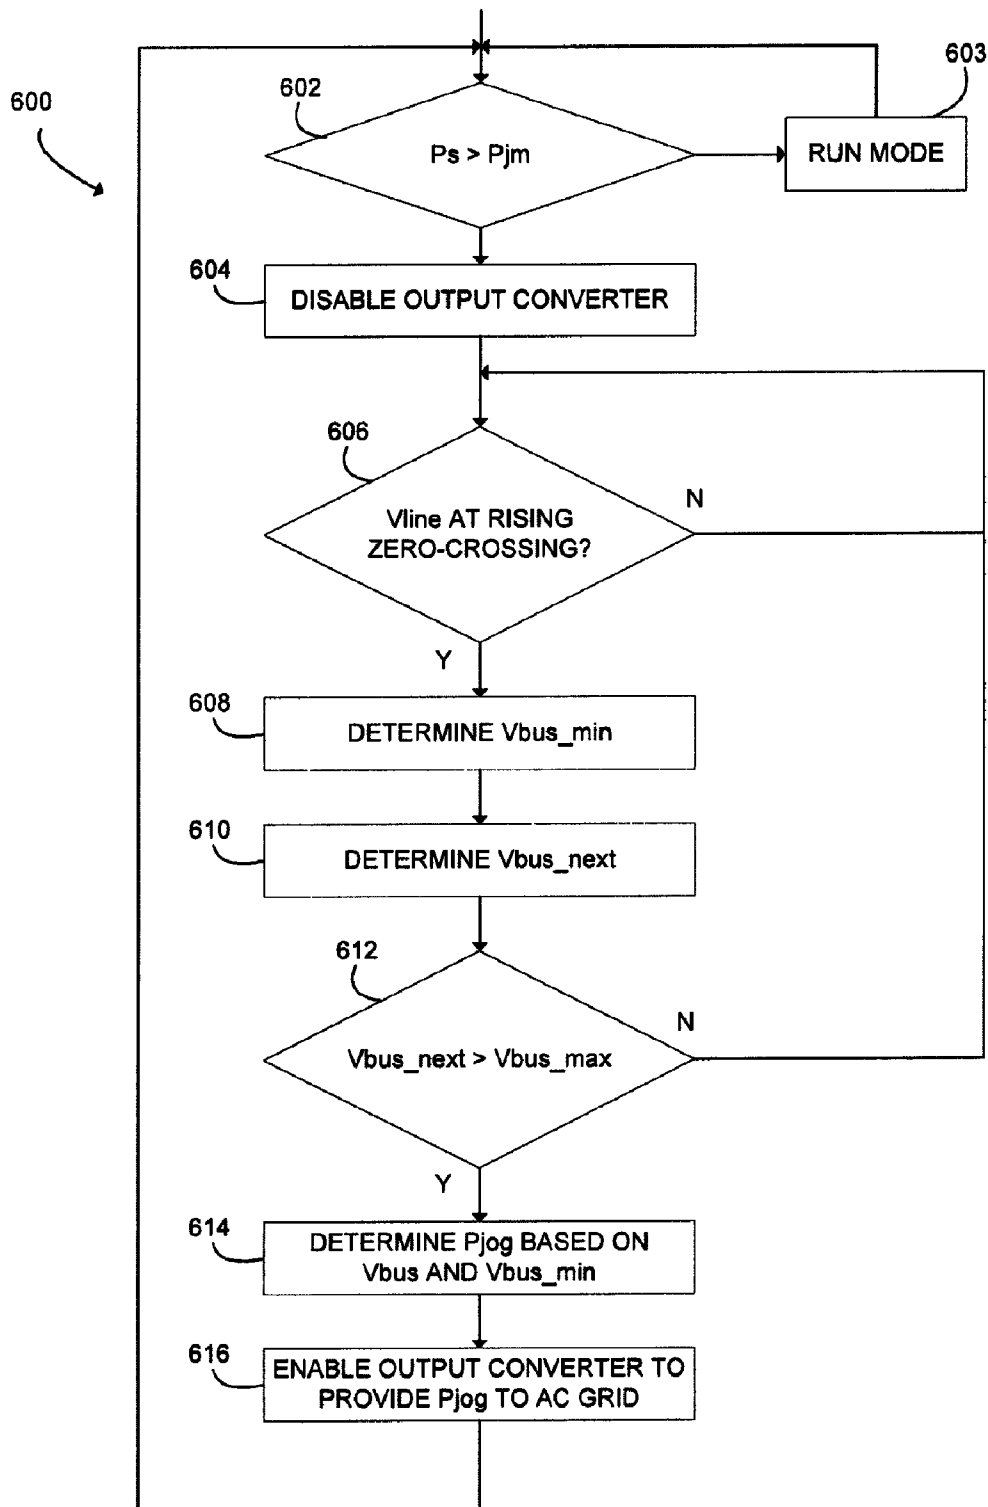 600
602
603
Ps > Pjm
RUN MODE
604
DISABLE OUTPUT CONVERTER
606
N
Vline AT RISING
ZERO-CROSSING?
Y
608
DETERMINE Vbus_min
610
DETERMINE Vbus_next
612
N
Vbus_next > Vbus_max
Y
614
DETERMINE Pjog BASED ON
Vbus AND Vbus_min
616
ENABLE OUTPUT CONVERTER TO
PROVIDE Pjog TO AC GRID